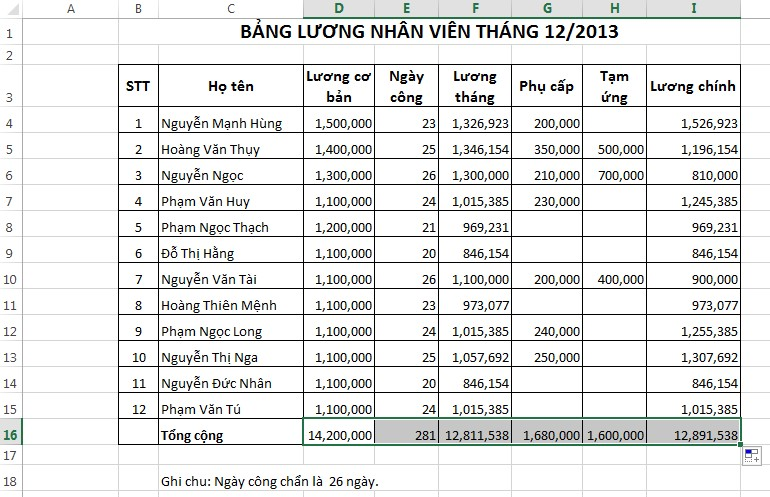 A B C D E F G H I
1 BẢNG LƯƠNG NHÂN VIÊN THÁNG 12/2013
2
3 STT Họ tên Lương cơ bản Ngày công Lương tháng Phụ cấp Tạm ứng Lương chính
4 1 Nguyễn Mạnh Hùng 1,500,000 23 1,326,923 200,000 1,526,923
5 2 Hoàng Văn Thụy 1,400,000 25 1,346,154 350,000 500,000 1,196,154
6 3 Nguyễn Ngọc 1,300,000 26 1,300,000 210,000 700,000 810,000
7 4 Phạm Văn Huy 1,100,000 24 1,015,385 230,000 1,245,385
8 5 Phạm Ngọc Thạch 1,200,000 21 969,231 969,231
9 6 Đỗ Thị Hằng 1,100,000 20 846,154 846,154
10 7 Nguyễn Văn Tài 1,100,000 26 1,100,000 200,000 400,000 900,000
11 8 Hoàng Thiên Mệnh 1,100,000 23 973,077 973,077
12 9 Phạm Ngọc Long 1,100,000 24 1,015,385 240,000 1,255,385
13 10 Nguyễn Thị Nga 1,100,000 25 1,057,692 250,000 1,307,692
14 11 Nguyễn Đức Nhân 1,100,000 20 846,154 846,154
15 12 Phạm Văn Tú 1,100,000 24 1,015,385 1,015,385
16 Tổng cộng 14,200,000 281 12,811,538 1,680,000 1,600,000 12,891,538
17
18 Ghi chu: Ngày công chẩn là 26 ngày.